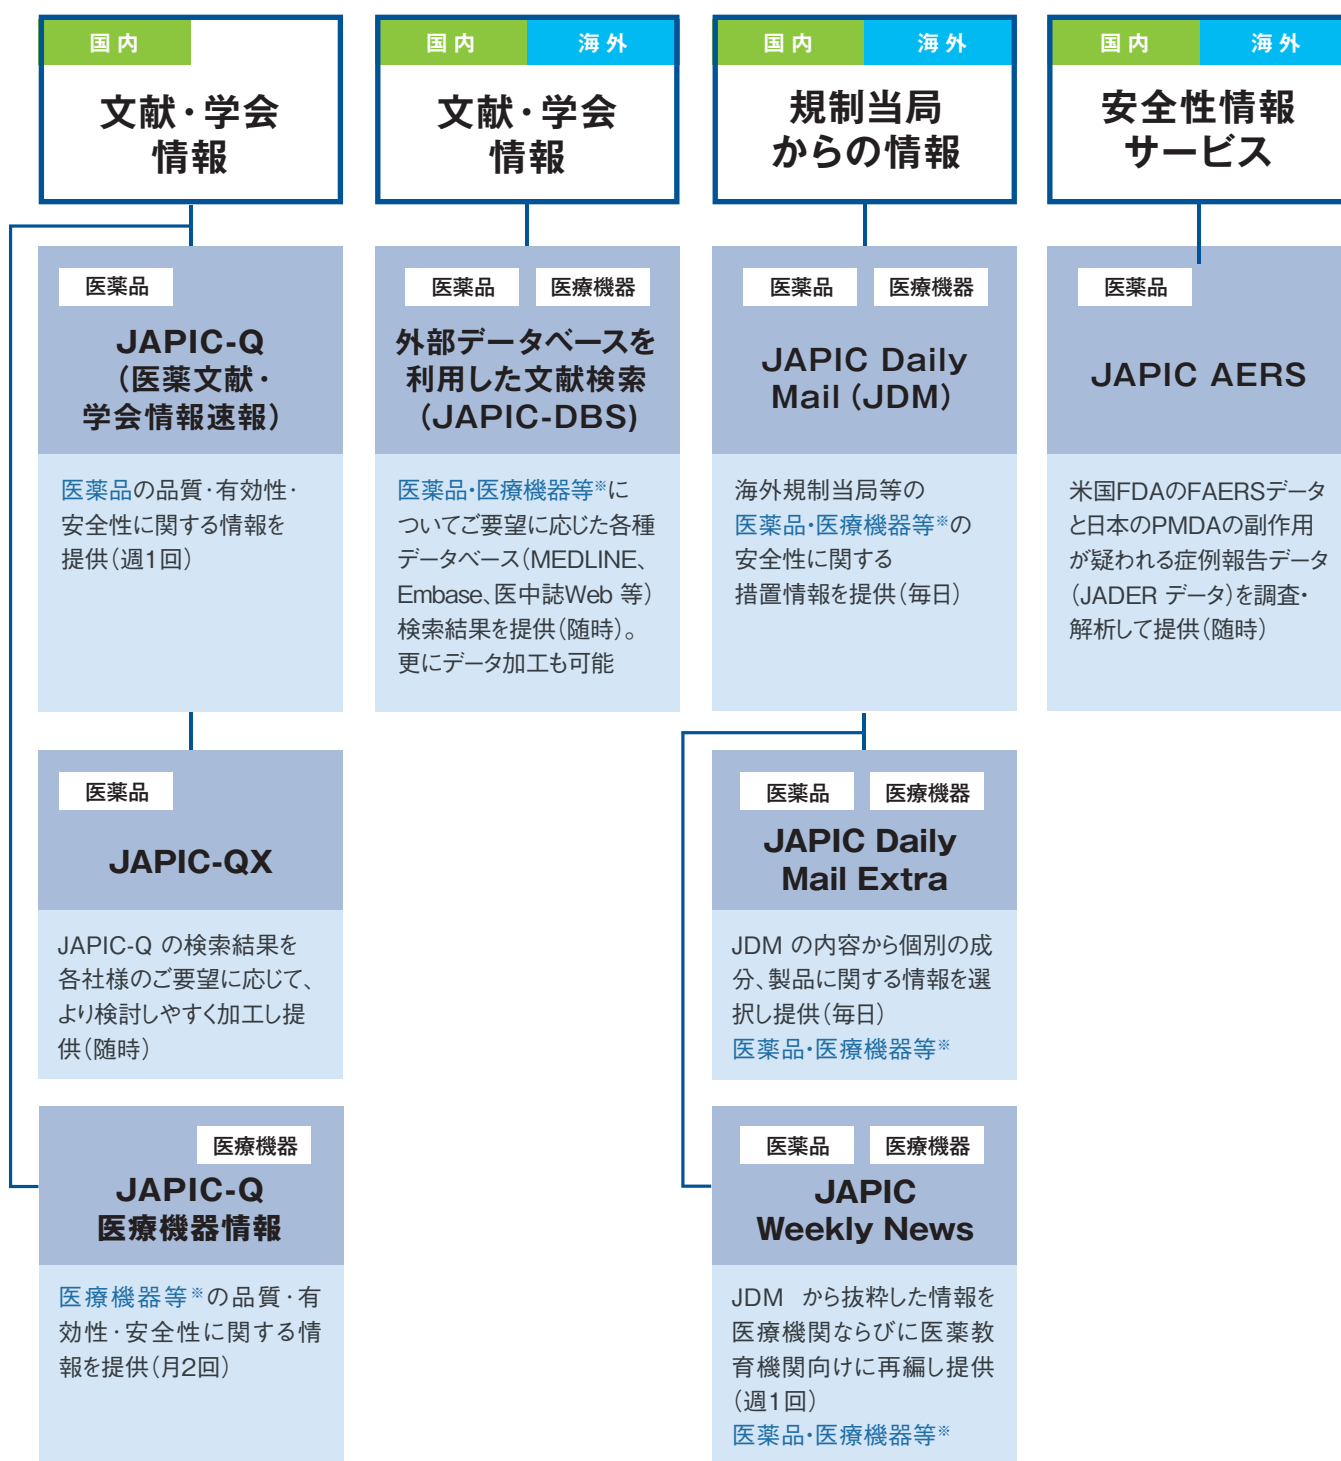 国内
文献・学会
情報
医薬品
JAPIC-Q
（医薬文献・
学会情報速報）
医薬品の品質・有効性・
安全性に関する情報を
提供（週1回）
医薬品
JAPIC-QX
JAPIC-Q の検索結果を
各社様のご要望に応じて、
より検討しやすく加工し提
供（随時）
医療機器
JAPIC-Q
医療機器情報
医療機器等※の品質・有
効性・安全性に関する情
報を提供（月2回）
国内 海外
文献・学会
情報
医薬品 医療機器
外部データベースを
利用した文献検索
（JAPIC-DBS)
医薬品・医療機器等※に
ついてご要望に応じた各種
データベース（MEDLINE、
Embase、医中誌Web 等）
検索結果を提供（随時）。
更にデータ加工も可能
国内 海外
規制当局
からの情報
医薬品 医療機器
JAPIC Daily
Mail（JDM）
海外規制当局等の
医薬品・医療機器等※の
安全性に関する
措置情報を提供（毎日）
医薬品 医療機器
JAPIC Daily
Mail Extra
JDM の内容から個別の成
分、製品に関する情報を選
択し提供（毎日）
医薬品・医療機器等※
医薬品 医療機器
JAPIC
Weekly News
JDM から抜粋した情報を
医療機関ならびに医薬教
育機関向けに再編し提供
（週1回）
医薬品・医療機器等※
国内 海外
安全性情報
サービス
医薬品
JAPIC AERS
米国FDAのFAERSデータ
と日本のPMDAの副作用
が疑われる症例報告データ
（JADER データ）を調査・
解析して提供（随時）